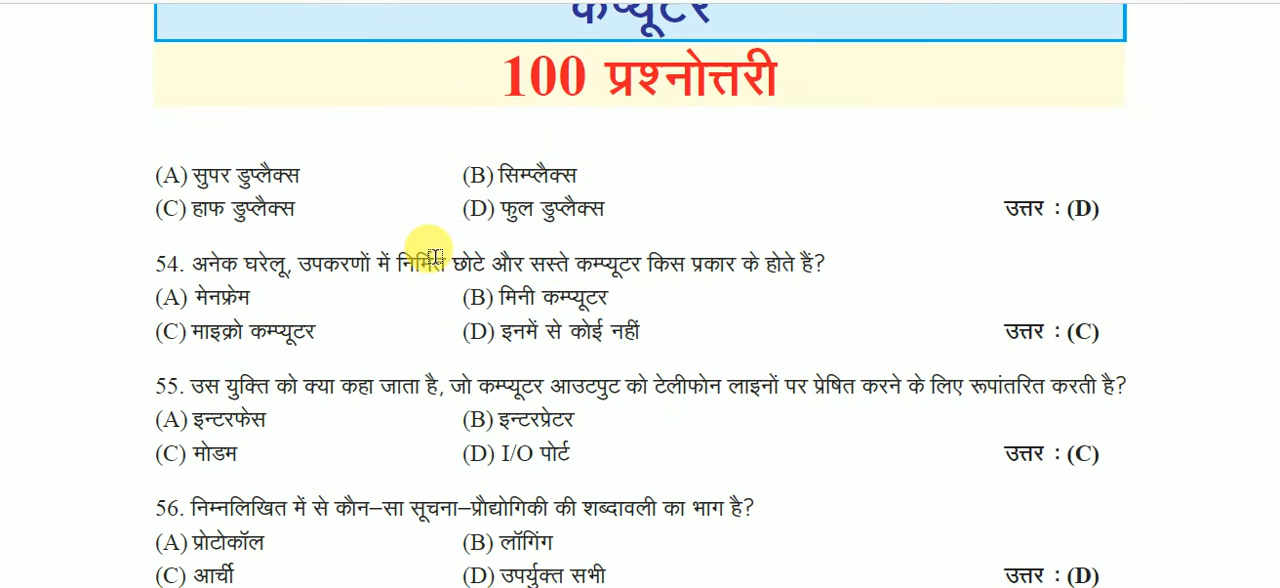 कंप्यूटर
100 प्रश्नोत्तरी
(A) सुपर डुप्लैक्स (B) सिम्प्लैक्स
(C) हाफ डुप्लैक्स (D) फुल डुप्लैक्स उत्तर : (D)
54. अनेक घरेलू, उपकरणों में निर्मित छोटे और सस्ते कम्प्यूटर किस प्रकार के होते हैं?
(A) मेनफ्रेम (B) मिनी कम्प्यूटर
(C) माइक्रो कम्प्यूटर (D) इनमें से कोई नहीं उत्तर : (C)
55. उस युक्ति को क्या कहा जाता है, जो कम्प्यूटर आउटपुट को टेलीफोन लाइनों पर प्रेषित करने के लिए रूपांतरित करती है?
(A) इन्टरफेस (B) इन्टरप्रेटर
(C) मोडम (D) I/O पोर्ट उत्तर : (C)
56. निम्नलिखित में से कौन–सा सूचना–प्रौद्योगिकी की शब्दावली का भाग है?
(A) प्रोटोकॉल (B) लॉगिंग
(C) आर्ची (D) उपर्युक्त सभी उत्तर : (D)